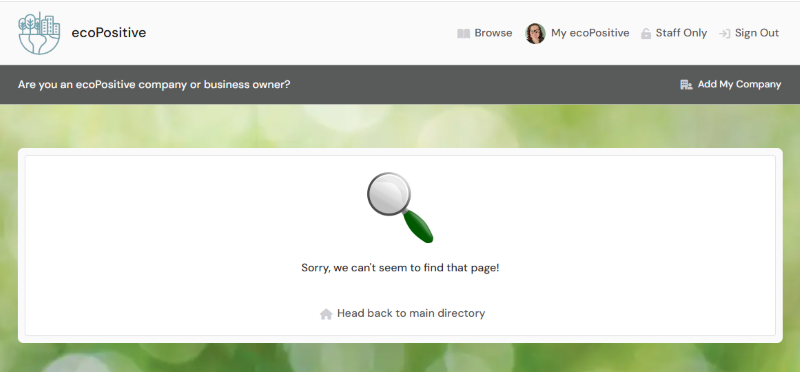 ecoPositive
Browse
My ecoPositive
Staff Only
Sign Out
Are you an ecoPositive company or business owner?
Add My Company
Sorry, we can't seem to find that page!
Head back to main directory